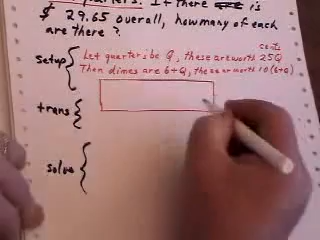 quarters. If there is
$ 29.65 overall, how many of each
are there?
cents
setup { Let quarters be Q, these are worth 25Q
Then dimes are 6+Q, these are worth 10(6+Q)
trans {
solve {